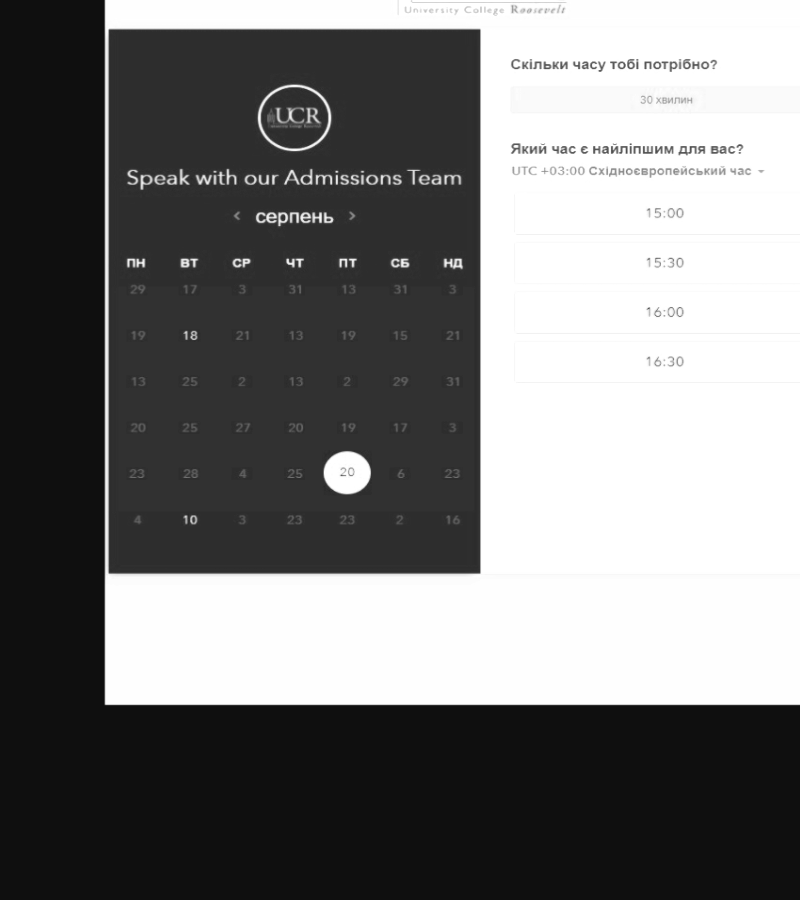 University College Roosevelt
UCR
Speak with our Admissions Team
< серпень >
ПН ВТ СР ЧТ ПТ СБ НД
29 17 3 31 13 31 3
19 18 21 13 19 15 21
13 25 2 13 2 29 31
20 25 27 20 19 17 3
23 28 4 25 20 6 23
4 10 3 23 23 2 16
Скільки часу тобі потрібно?
30 хвилин
Який час є найліпшим для вас?
UTC +03:00 Східноєвропейський час
15:00
15:30
16:00
16:30